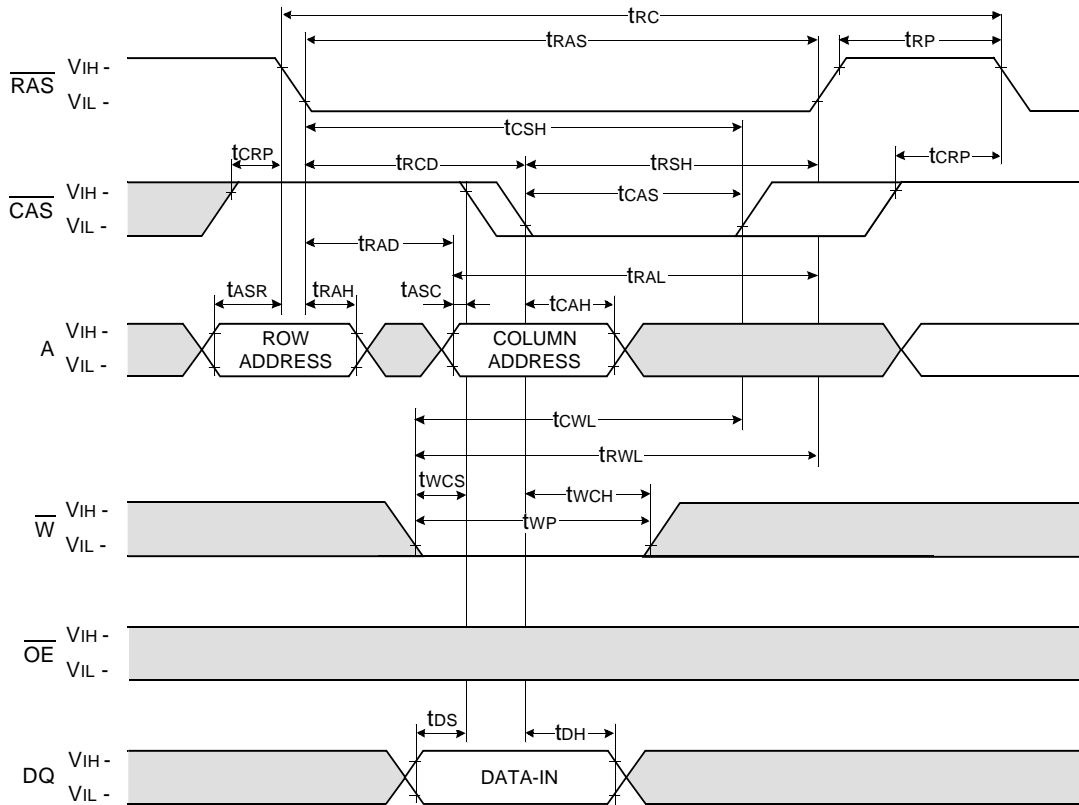 tRC
tRAS
tRP
RAS
VIH -
VIL -
tCSH
tCRP
tRCD
tRSH
tCRP
CAS
VIH -
VIL -
tCAS
tRAD
tRAL
tASR
tRAH
tASC
tCAH
A
VIH -
VIL -
ROW
ADDRESS
COLUMN
ADDRESS
tCWL
tRWL
tWCS
tWCH
W
VIH -
VIL -
tWP
OE
VIH -
VIL -
tDS
tDH
DQ
VIH -
VIL -
DATA-IN